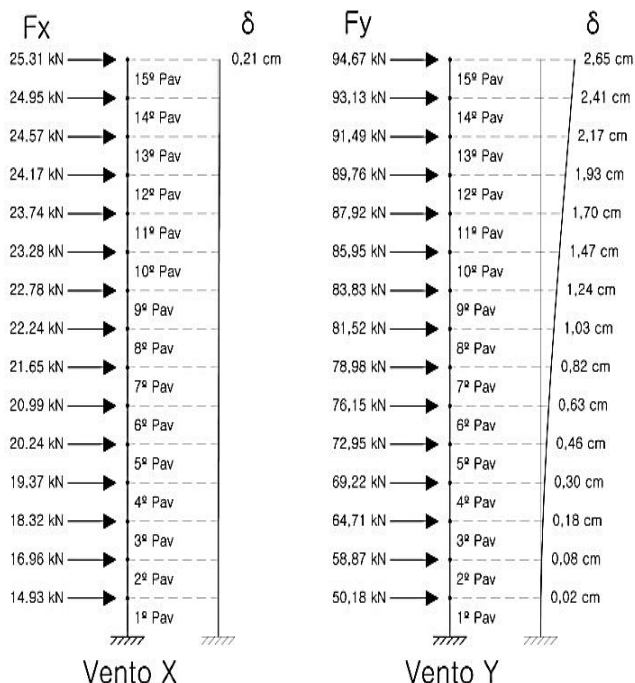 Fx δ Fy δ
25.31 kN 0,21 cm 94,67 kN 2,65 cm
15º Pav 15º Pav
24.95 kN 93,13 kN 2,41 cm
14º Pav 14º Pav
24.57 kN 91,49 kN 2,17 cm
13º Pav 13º Pav
24.17 kN 89,76 kN 1,93 cm
12º Pav 12º Pav
23.74 kN 87,92 kN 1,70 cm
11º Pav 11º Pav
23.28 kN 85,95 kN 1,47 cm
10º Pav 10º Pav
22.78 kN 83,83 kN 1,24 cm
9º Pav 9º Pav
22.24 kN 81,52 kN 1,03 cm
8º Pav 8º Pav
21.65 kN 78,98 kN 0,82 cm
7º Pav 7º Pav
20.99 kN 76,15 kN 0,63 cm
6º Pav 6º Pav
20.24 kN 72,95 kN 0,46 cm
5º Pav 5º Pav
19.37 kN 69,22 kN 0,30 cm
4º Pav 4º Pav
18.32 kN 64,71 kN 0,18 cm
3º Pav 3º Pav
16.96 kN 58,87 kN 0,08 cm
2º Pav 2º Pav
14.93 kN 50,18 kN 0,02 cm
1º Pav 1º Pav
Vento X Vento Y